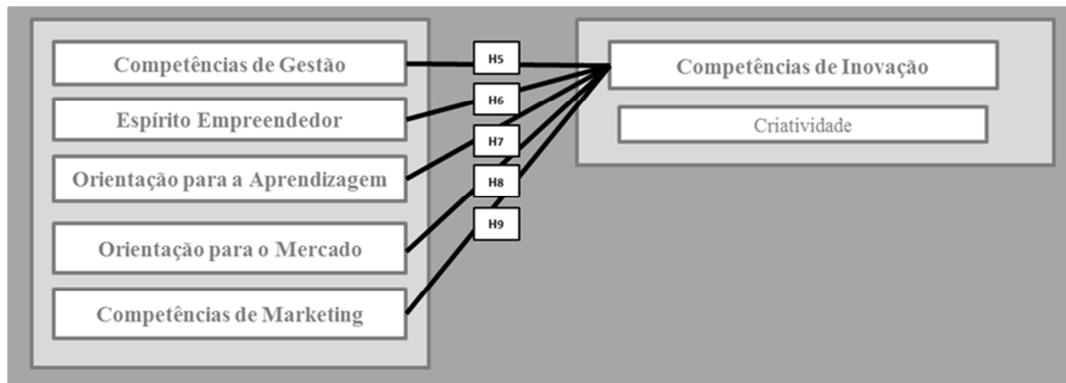 Competências de Gestão
Espírito Empreendedor
Orientação para a Aprendizagem
Orientação para o Mercado
Competências de Marketing
H5
H6
H7
H8
H9
Competências de Inovação
Criatividade